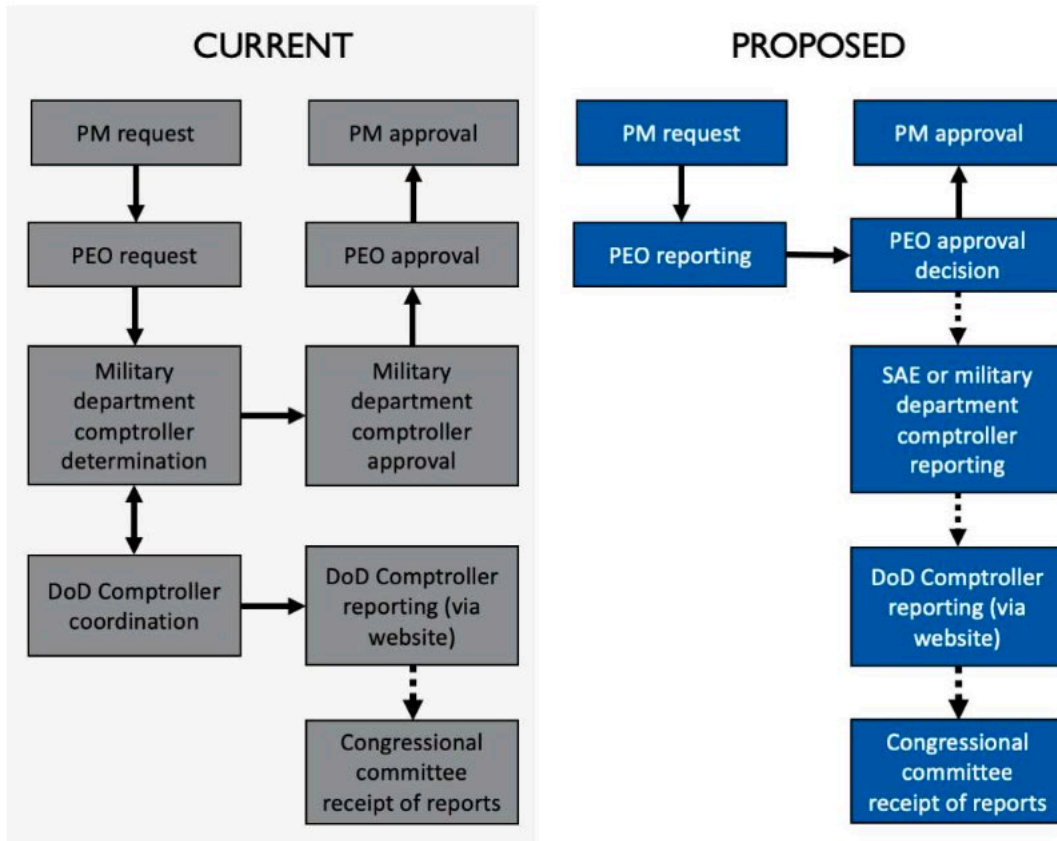 CURRENT
PM request
PM approval
PEO request
PEO approval
Military
department
comptroller
determination
Military
department
comptroller
approval
DoD Comptroller
coordination
DoD Comptroller
reporting (via
website)
Congressional
committee
receipt of reports
PROPOSED
PM request
PM approval
PEO reporting
PEO approval
decision
SAE or military
department
comptroller
reporting
DoD Comptroller
reporting (via
website)
Congressional
committee
receipt of reports